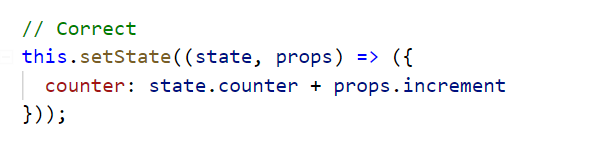 // Correct
this.setState((state, props) => ({
  counter: state.counter + props.increment
}));